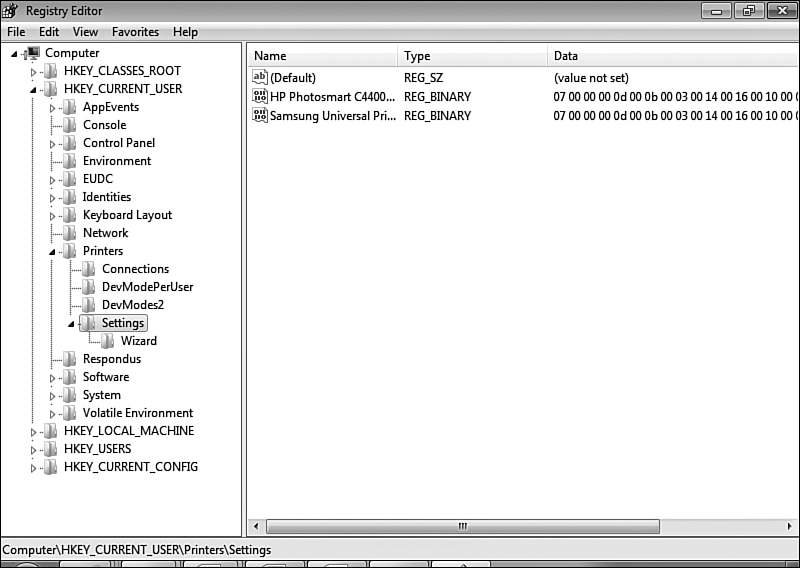 Registry Editor
File Edit View Favorites Help
Computer
HKEY_CLASSES_ROOT
HKEY_CURRENT_USER
AppEvents
Console
Control Panel
Environment
EUDC
Identities
Keyboard Layout
Network
Printers
Connections
DevModePerUser
DevModes2
Settings
Wizard
Respondus
Software
System
Volatile Environment
HKEY_LOCAL_MACHINE
HKEY_USERS
HKEY_CURRENT_CONFIG
Name Type Data
ab (Default) REG_SZ (value not set)
HP Photosmart C4400... REG_BINARY 07 00 00 00 0d 00 0b 00 03 00 14 00 16 00 10 00
Samsung Universal Pri... REG_BINARY 07 00 00 00 0d 00 0b 00 03 00 14 00 16 00 10 00
Computer\HKEY_CURRENT_USER\Printers\Settings